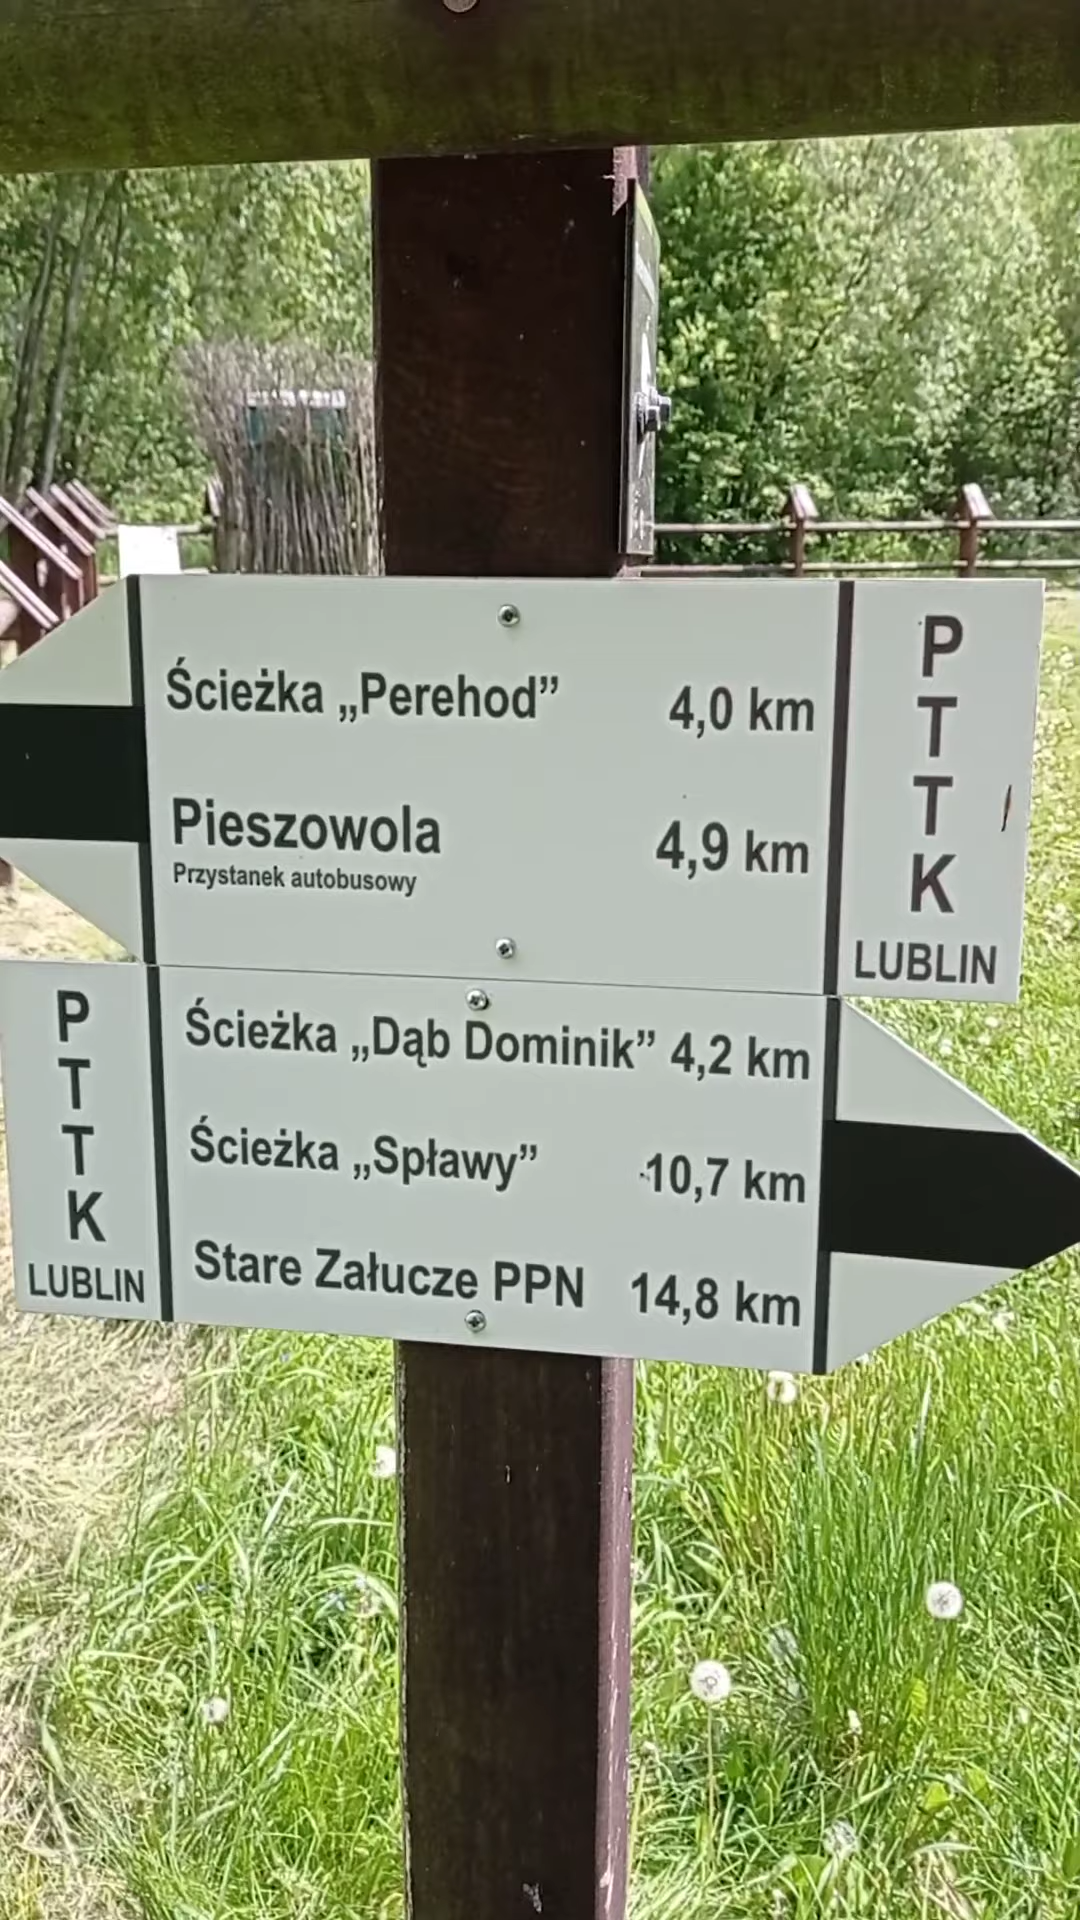 Ścieżka „Perehod” 4,0 km
Pieszowola 4,9 km
Przystanek autobusowy
P
T
T
K
LUBLIN
P
T
T
K
LUBLIN
Ścieżka „Dąb Dominik” 4,2 km
Ścieżka „Spławy” 10,7 km
Stare Załucze PPN 14,8 km